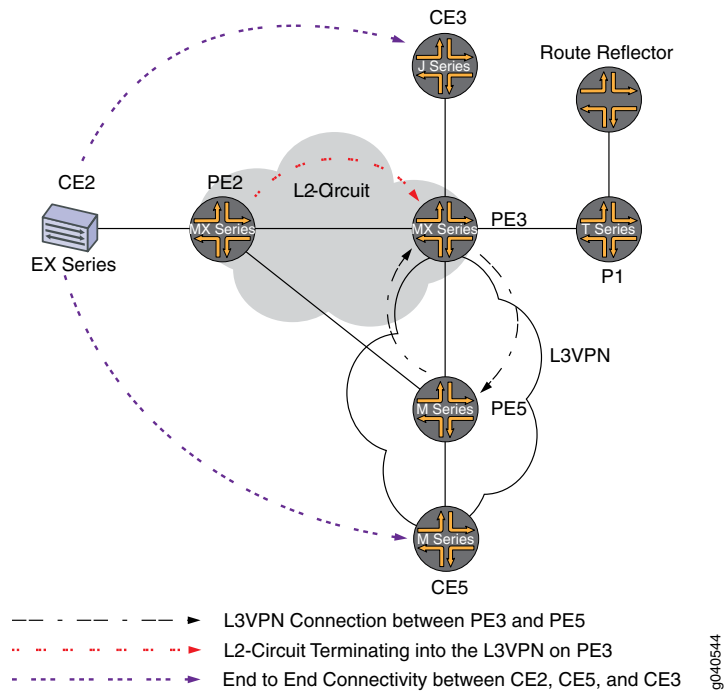 CE3
J Series
Route Reflector
CE2
PE2
L2-Circuit
EX Series
MX Series
MX Series
PE3
T Series
P1
L3VPN
M Series
PE5
M Series
CE5
L3VPN Connection between PE3 and PE5
L2-Circuit Terminating into the L3VPN on PE3
End to End Connectivity between CE2, CE5, and CE3
g040544